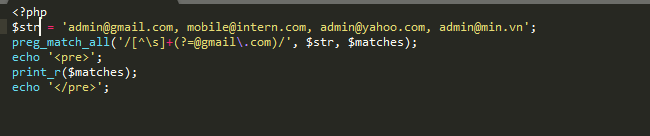 <?php
$str = 'admin@gmail.com, mobile@intern.com, admin@yahoo.com, admin@min.vn';
preg_match_all('/[^\s]+(?=@gmail\.com)/', $str, $matches);
echo '<pre>';
print_r($matches);
echo '</pre>';